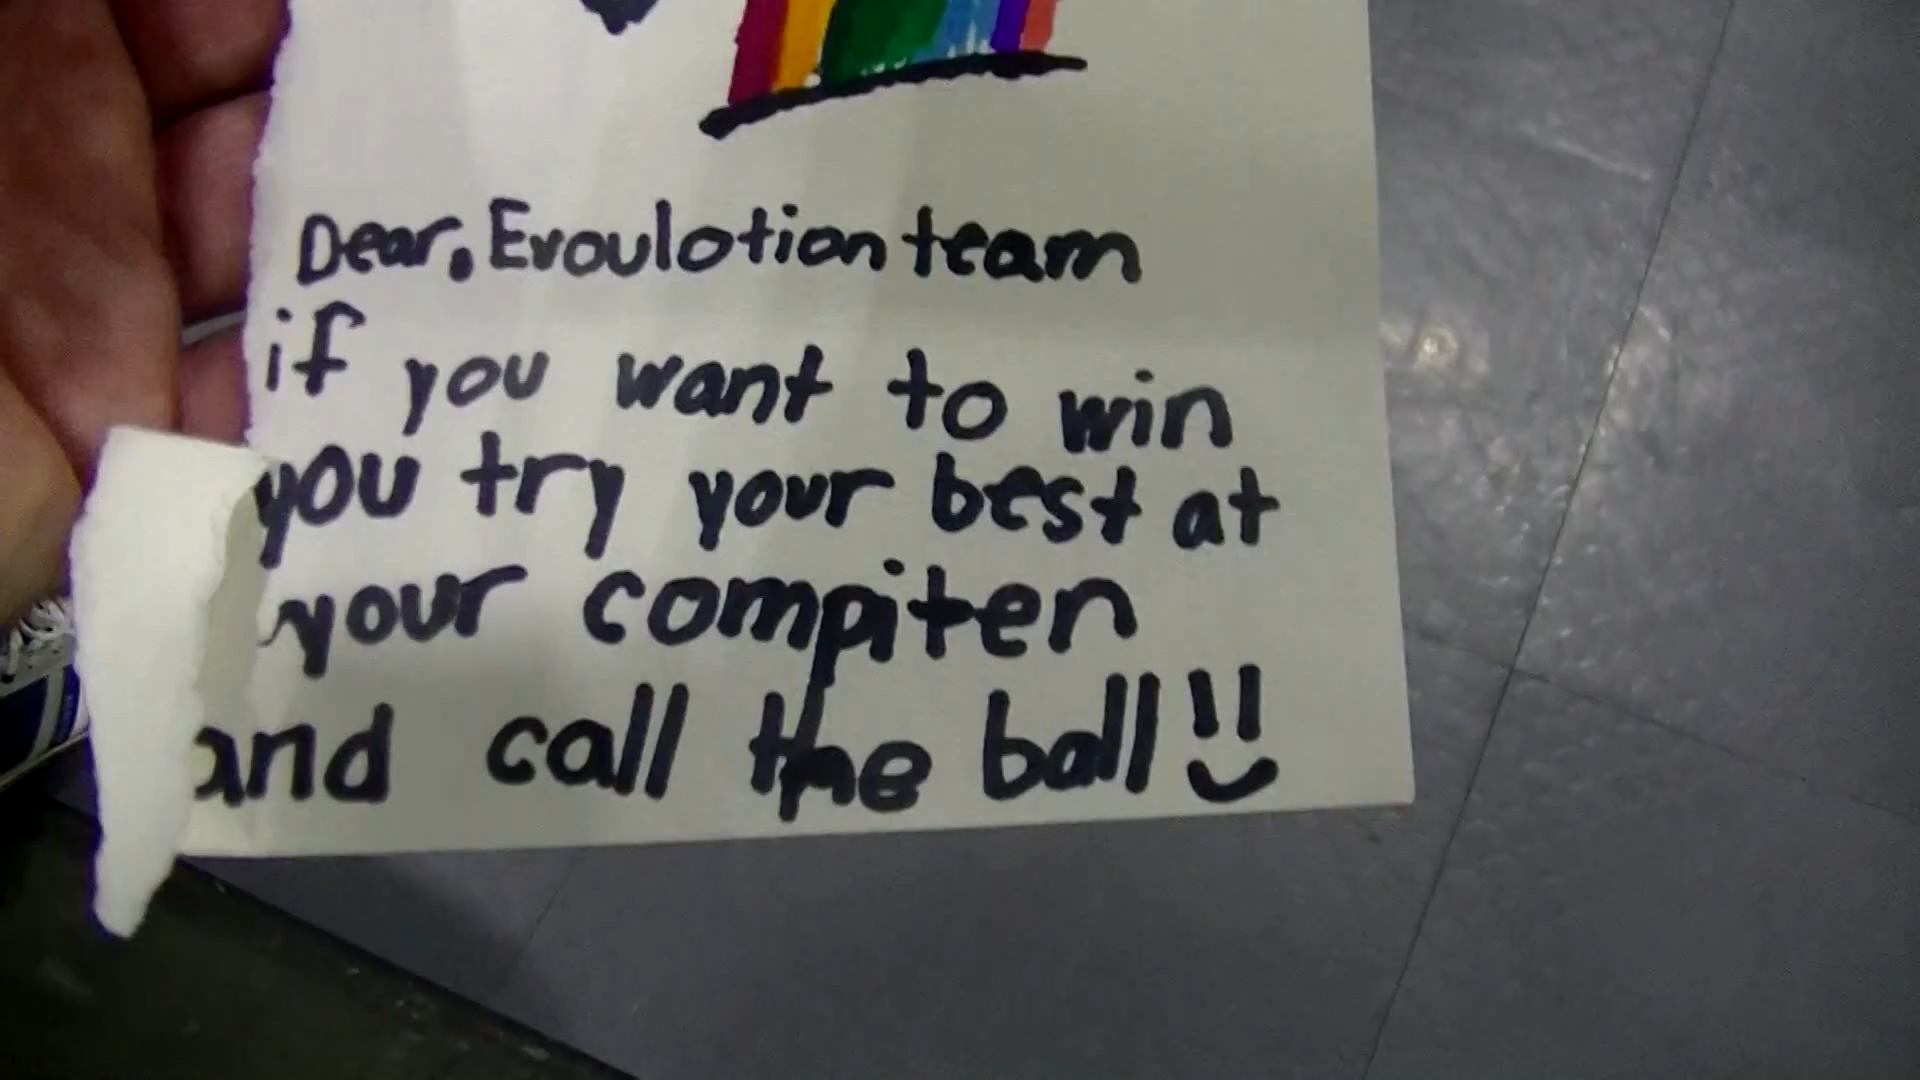 Dear, Evoulotion team
if you want to win
you try your best at
your compiten
and call the ball!!